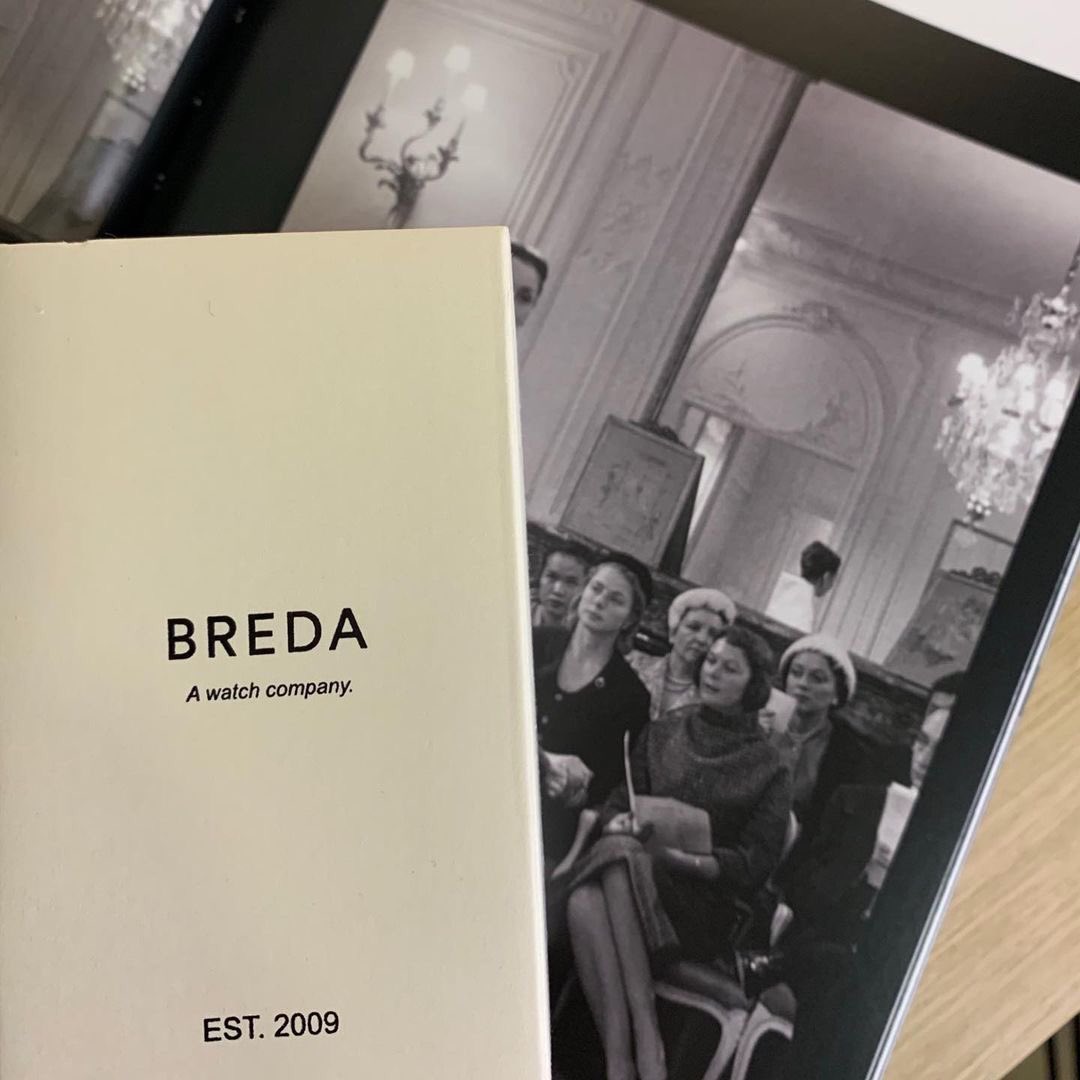 BREDA
A watch company.
EST. 2009